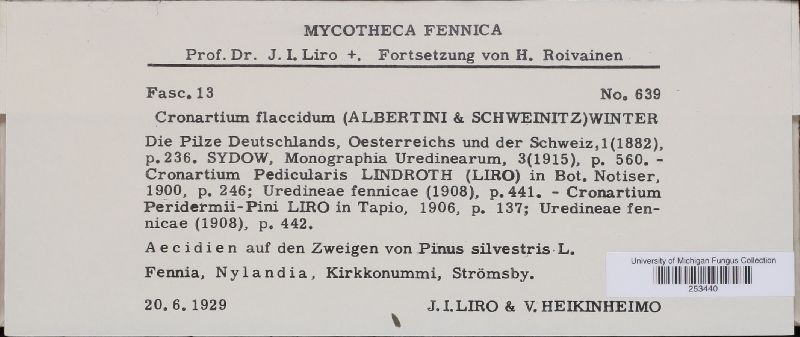 MYCOTHECA FENNICA
Prof. Dr. J. I. Liro +. Fortsetzung von H. Roivainen
Fasc. 13 No. 639
Cronartium flaccidum (ALBERTINI & SCHWEINITZ)WINTER
Die Pilze Deutschlands, Oesterreichs und der Schweiz,1(1882),
p. 236. SYDOW, Monographia Uredinearum, 3(1915), p. 560. -
Cronartium Pedicularis LINDROTH (LIRO) in Bot. Notiser,
1900, p. 246; Uredineae fennicae (1908), p. 441. - Cronartium
Peridermii-Pini LIRO in Tapio, 1906, p. 137; Uredineae fen-
nicae (1908), p. 442.
Aecidien auf den Zweigen von Pinus silvestris L.
Fennia, Nylandia, Kirkkonummi, Strömsby.
20. 6. 1929 J. I. LIRO & V. HEIKINHEIMO
University of Michigan Fungus Collection
253440